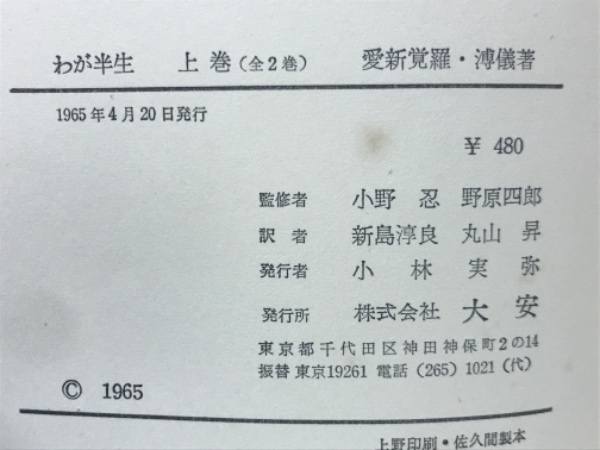 わが半生 上巻（全2巻） 愛新覚羅・溥儀著
1965年4月20日発行
￥ 480
監修者 小野 忍 野原四郎
訳者 新島淳良 丸山 昇
発行者 小林実弥
発行所 株式会社 大安
東京都千代田区神田神保町2の14
振替 東京19261 電話（265）1021（代）
© 1965
上野印刷・佐久間製本